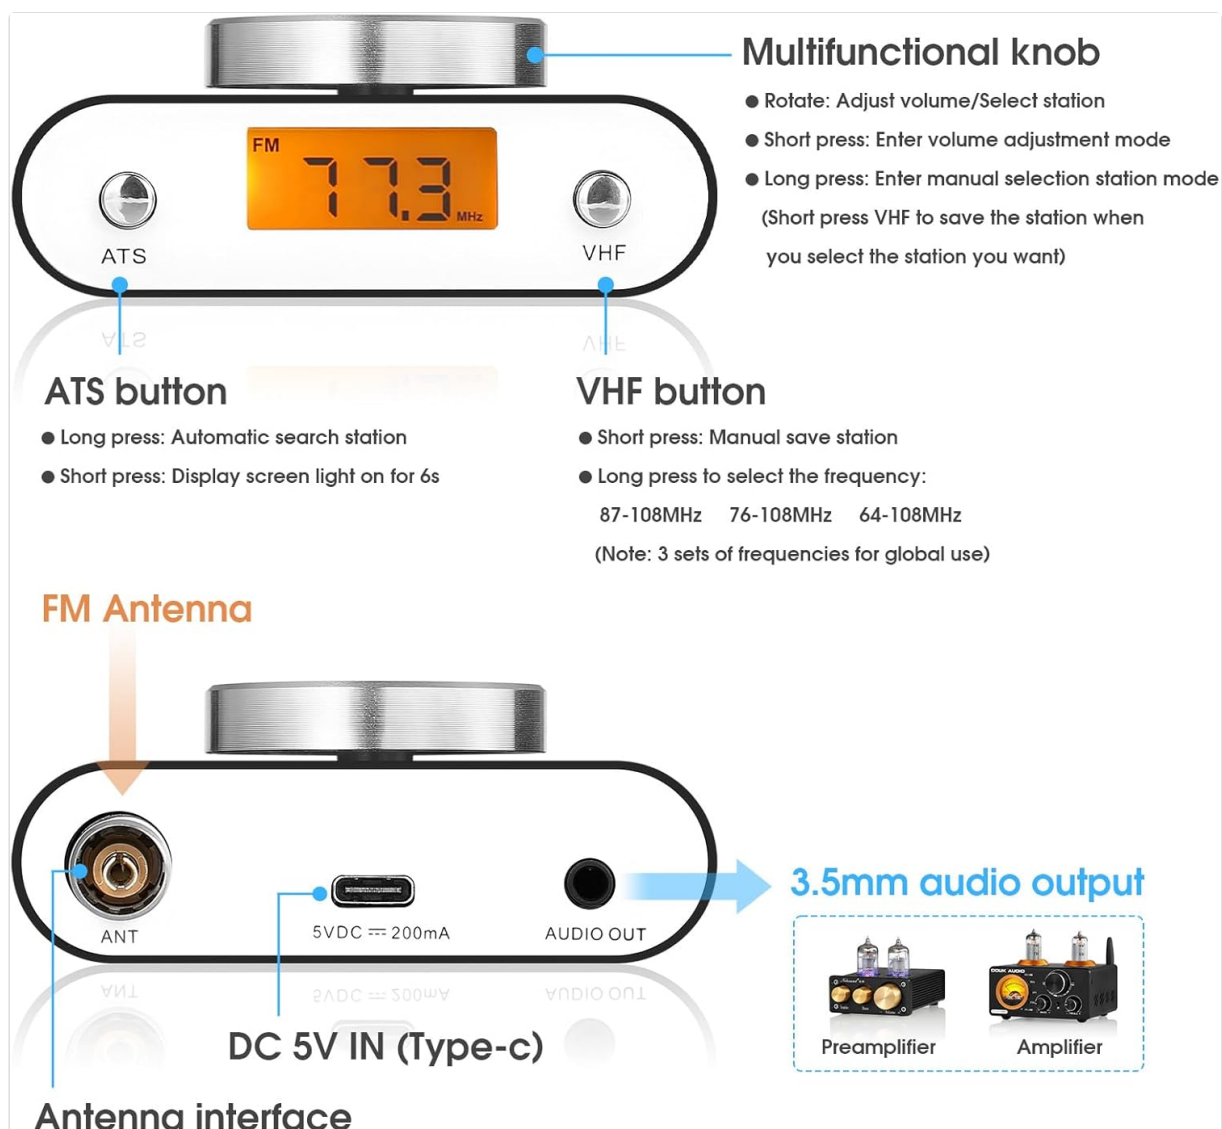 Multifunctional knob
● Rotate: Adjust volume/Select station
● Short press: Enter volume adjustment mode
● Long press: Enter manual selection station mode
(Short press VHF to save the station when
you select the station you want)
FM
77.3
MHz
ATS
VHF
ATS button
● Long press: Automatic search station
● Short press: Display screen light on for 6s
VHF button
● Short press: Manual save station
● Long press to select the frequency:
87-108MHz 76-108MHz 64-108MHz
(Note: 3 sets of frequencies for global use)
FM Antenna
ANT
5VDC ⎓ 200mA
AUDIO OUT
3.5mm audio output
DOUK AUDIO
Preamplifier
Amplifier
DC 5V IN (Type-c)
Antenna interface